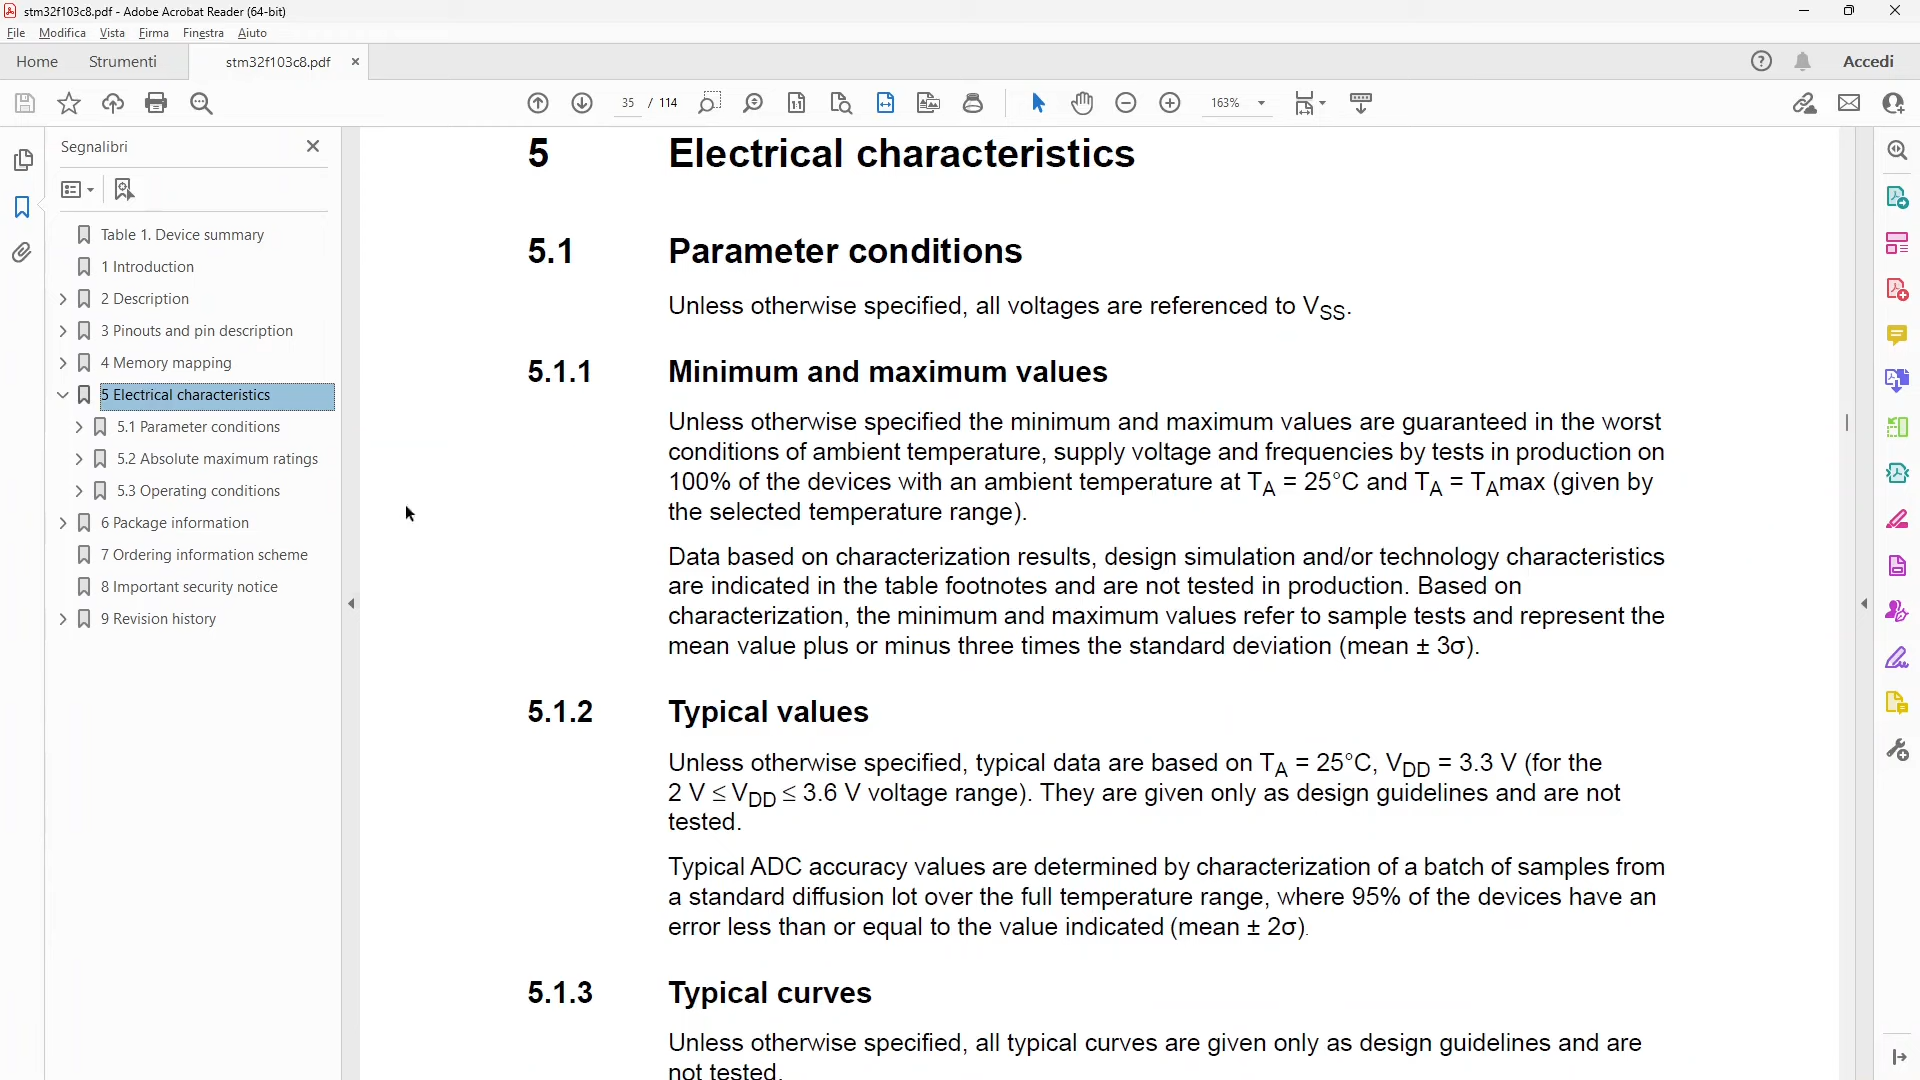 stm32f103c8.pdf - Adobe Acrobat Reader (64-bit)
File Modifica Vista Firma Finestra Aiuto
Home Strumenti stm32f103c8.pdf × Accedi
35 / 114 163%
Segnalibri
Table 1. Device summary
1 Introduction
2 Description
3 Pinouts and pin description
4 Memory mapping
5 Electrical characteristics
5.1 Parameter conditions
5.2 Absolute maximum ratings
5.3 Operating conditions
6 Package information
7 Ordering information scheme
8 Important security notice
9 Revision history
5 Electrical characteristics
5.1 Parameter conditions
Unless otherwise specified, all voltages are referenced to VSS.
5.1.1 Minimum and maximum values
Unless otherwise specified the minimum and maximum values are guaranteed in the worst
conditions of ambient temperature, supply voltage and frequencies by tests in production on
100% of the devices with an ambient temperature at TA = 25°C and TA = TAmax (given by
the selected temperature range).
Data based on characterization results, design simulation and/or technology characteristics
are indicated in the table footnotes and are not tested in production. Based on
characterization, the minimum and maximum values refer to sample tests and represent the
mean value plus or minus three times the standard deviation (mean ± 3σ).
5.1.2 Typical values
Unless otherwise specified, typical data are based on TA = 25°C, VDD = 3.3 V (for the
2 V ≤ VDD ≤ 3.6 V voltage range). They are given only as design guidelines and are not
tested.
Typical ADC accuracy values are determined by characterization of a batch of samples from
a standard diffusion lot over the full temperature range, where 95% of the devices have an
error less than or equal to the value indicated (mean ± 2σ).
5.1.3 Typical curves
Unless otherwise specified, all typical curves are given only as design guidelines and are
not tested.